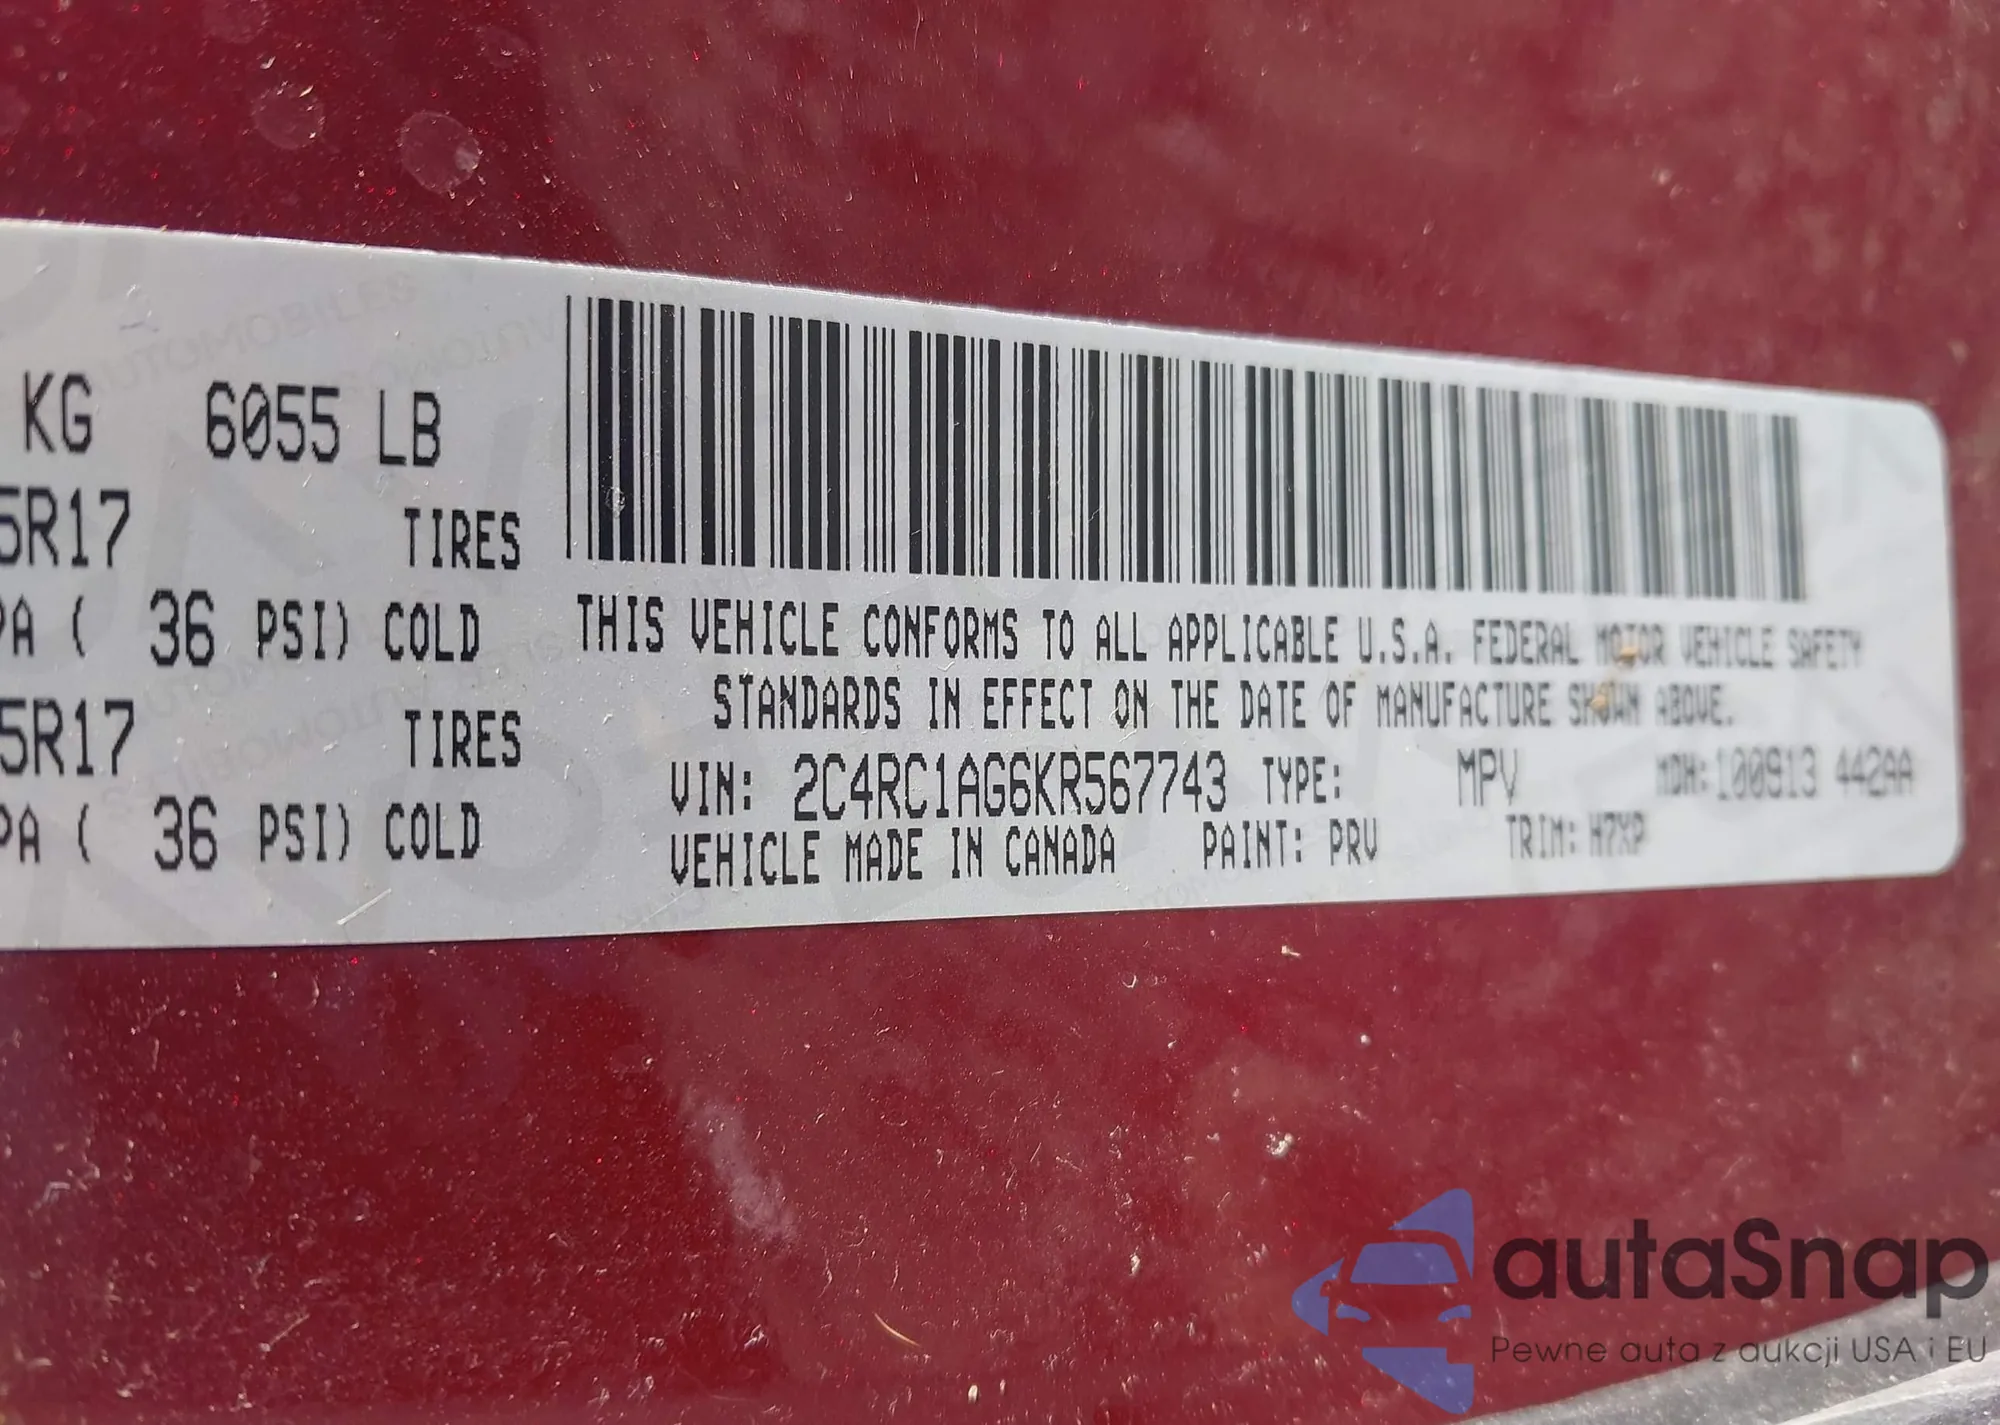 KG 6055 LB
5R17 TIRES
PA ( 36 PSI) COLD
5R17 TIRES
PA ( 36 PSI) COLD
THIS VEHICLE CONFORMS TO ALL APPLICABLE U.S.A. FEDERAL MOTOR VEHICLE SAFETY
STANDARDS IN EFFECT ON THE DATE OF MANUFACTURE SHOWN ABOVE.
VIN: 2C4RC1AG6KR567743 TYPE: MPV MDH: 100913 442AA
VEHICLE MADE IN CANADA PAINT: PRV TRIM: H7XP
autaSnap
Pewne auta z aukcji USA i EU